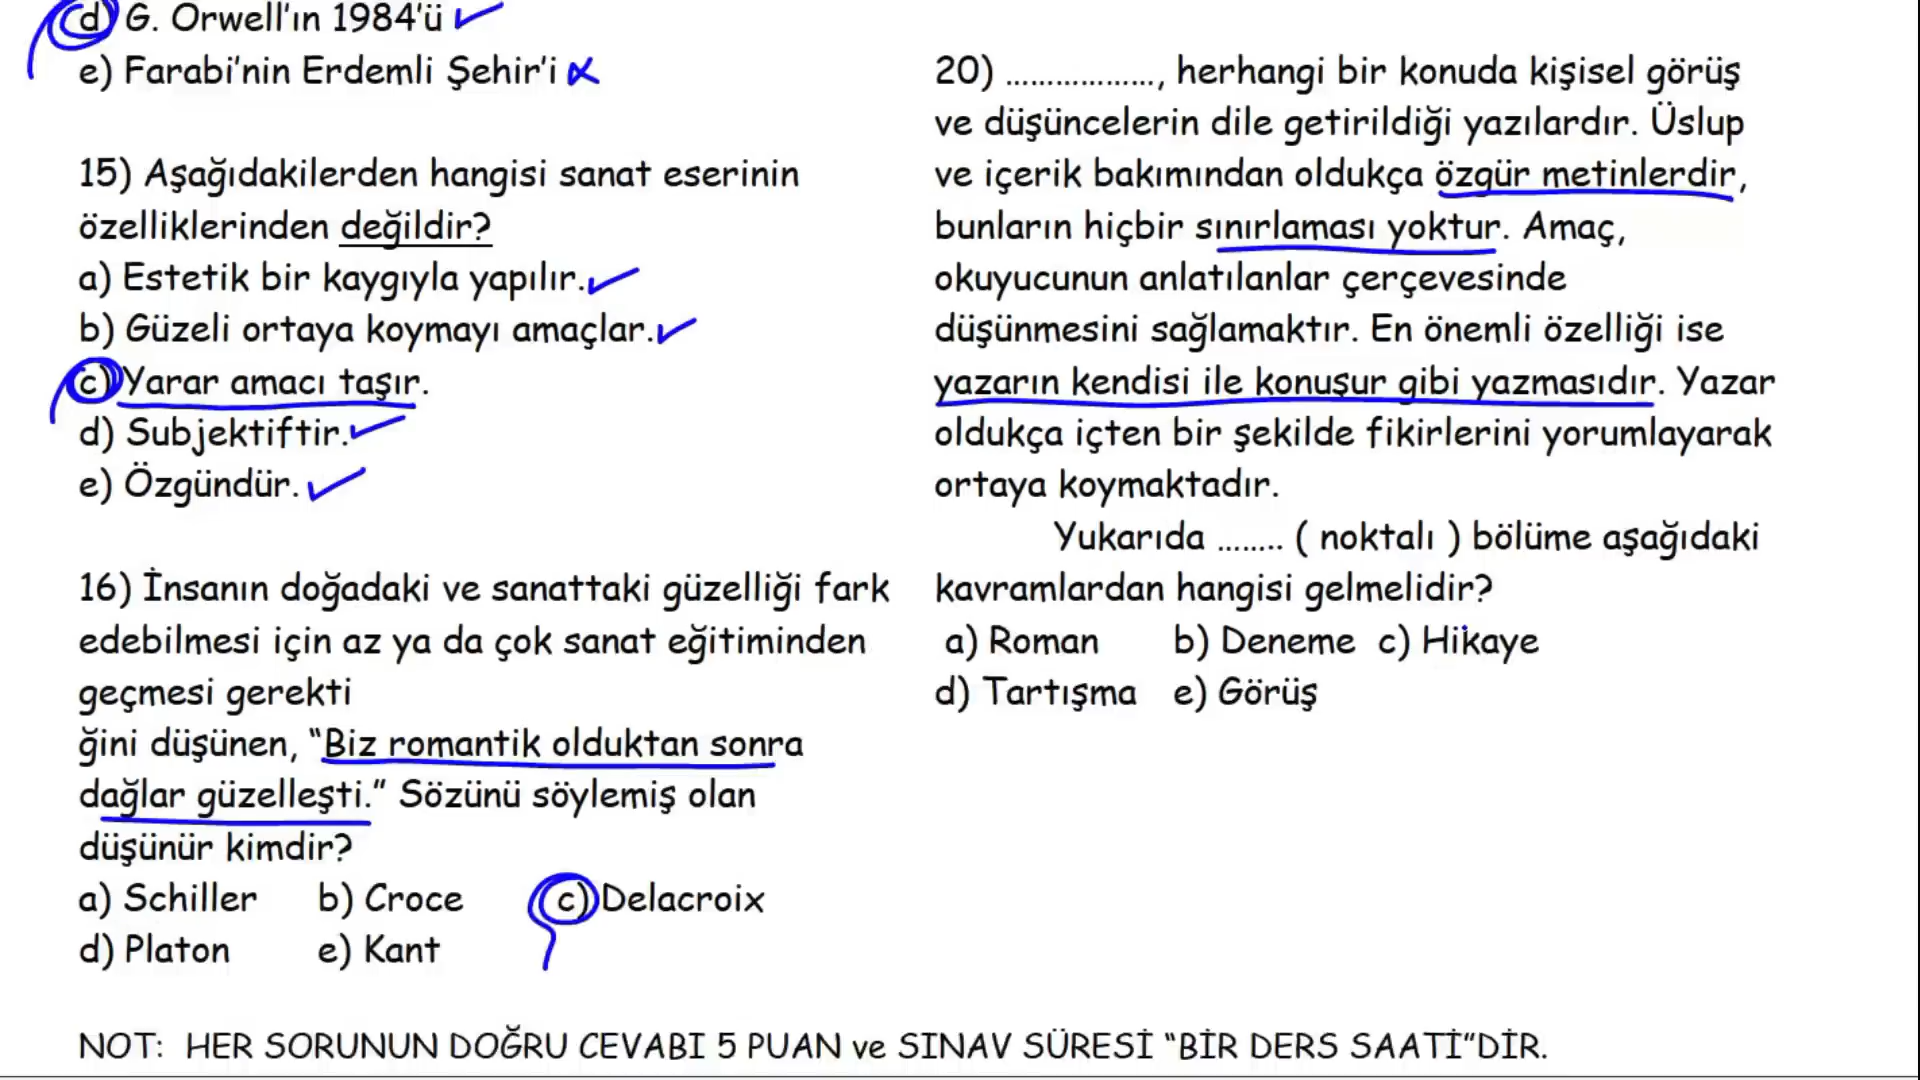 d) G. Orwell’ın 1984’ü
e) Farabi’nin Erdemli Şehir’i
15) Aşağıdakilerden hangisi sanat eserinin
özelliklerinden değildir?
a) Estetik bir kaygıyla yapılır.
b) Güzeli ortaya koymayı amaçlar.
c) Yarar amacı taşır.
d) Subjektiftir.
e) Özgündür.
16) İnsanın doğadaki ve sanattaki güzelliği fark
edebilmesi için az ya da çok sanat eğitiminden
geçmesi gerekti
ğini düşünen, “Biz romantik olduktan sonra
dağlar güzelleşti.” Sözünü söylemiş olan
düşünür kimdir?
a) Schiller b) Croce c) Delacroix
d) Platon e) Kant
20) .................., herhangi bir konuda kişisel görüş
ve düşüncelerin dile getirildiği yazılardır. Üslup
ve içerik bakımından oldukça özgür metinlerdir,
bunların hiçbir sınırlaması yoktur. Amaç,
okuyucunun anlatılanlar çerçevesinde
düşünmesini sağlamaktır. En önemli özelliği ise
yazarın kendisi ile konuşur gibi yazmasıdır. Yazar
oldukça içten bir şekilde fikirlerini yorumlayarak
ortaya koymaktadır.
Yukarıda ........ ( noktalı ) bölüme aşağıdaki
kavramlardan hangisi gelmelidir?
a) Roman b) Deneme c) Hikaye
d) Tartışma e) Görüş
NOT: HER SORUNUN DOĞRU CEVABI 5 PUAN ve SINAV SÜRESİ “BİR DERS SAATİ”DİR.